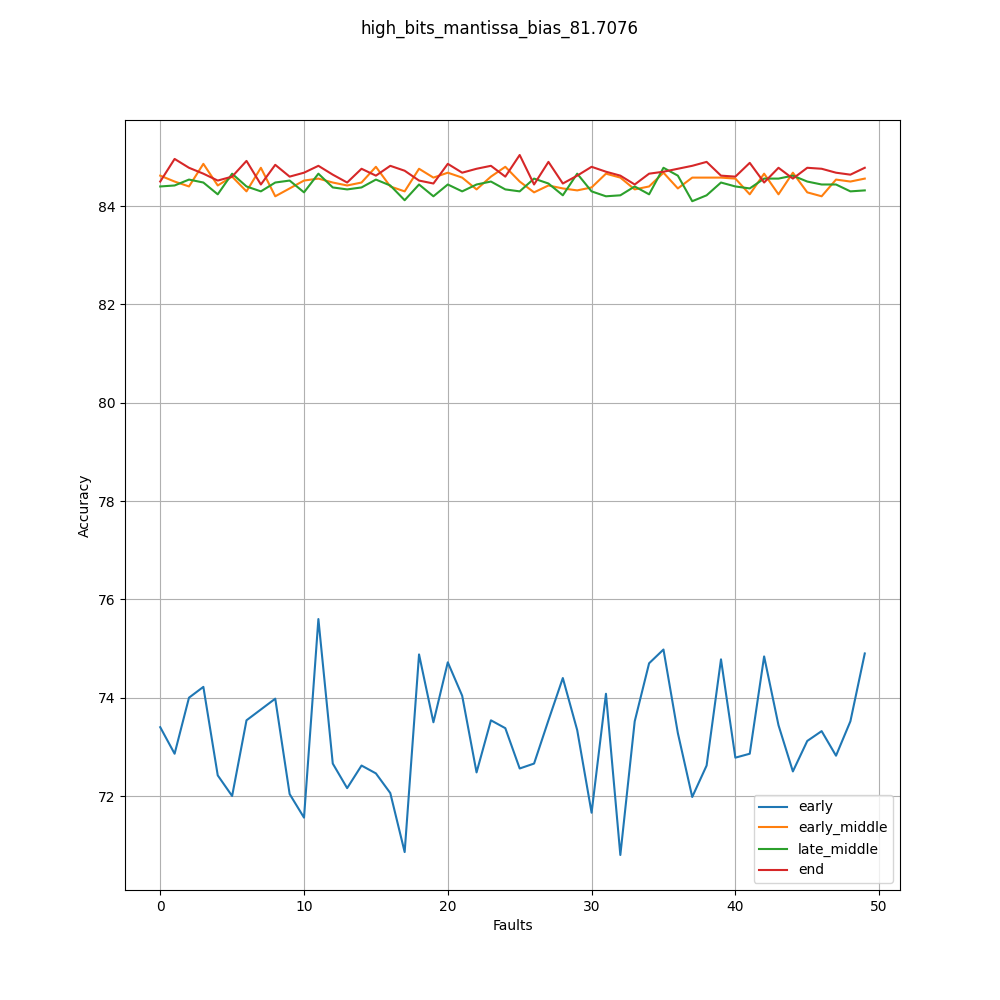 high_bits_mantissa_bias_81.7076
84
82
80
78
76
74
72
Accuracy
0 10 20 30 40 50
Faults
early
early_middle
late_middle
end